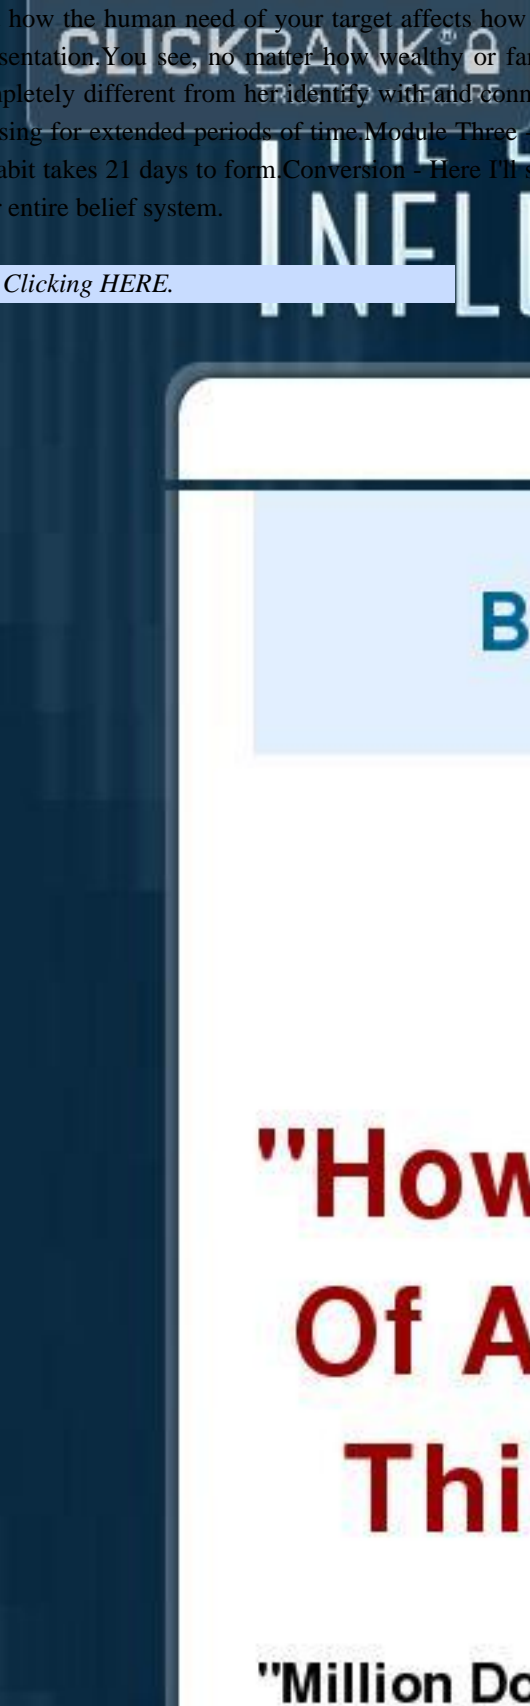 how the human need of your target affects how
CLICKBANK
sentation.You see, no matter how wealthy or far
pletely different from her identify with and conn
sing for extended periods of time.Module Three
abit takes 21 days to form.Conversion - Here I'll s
r entire belief system.
INFLU
Clicking HERE.
B
"How
Of A
Thi
"Million Do